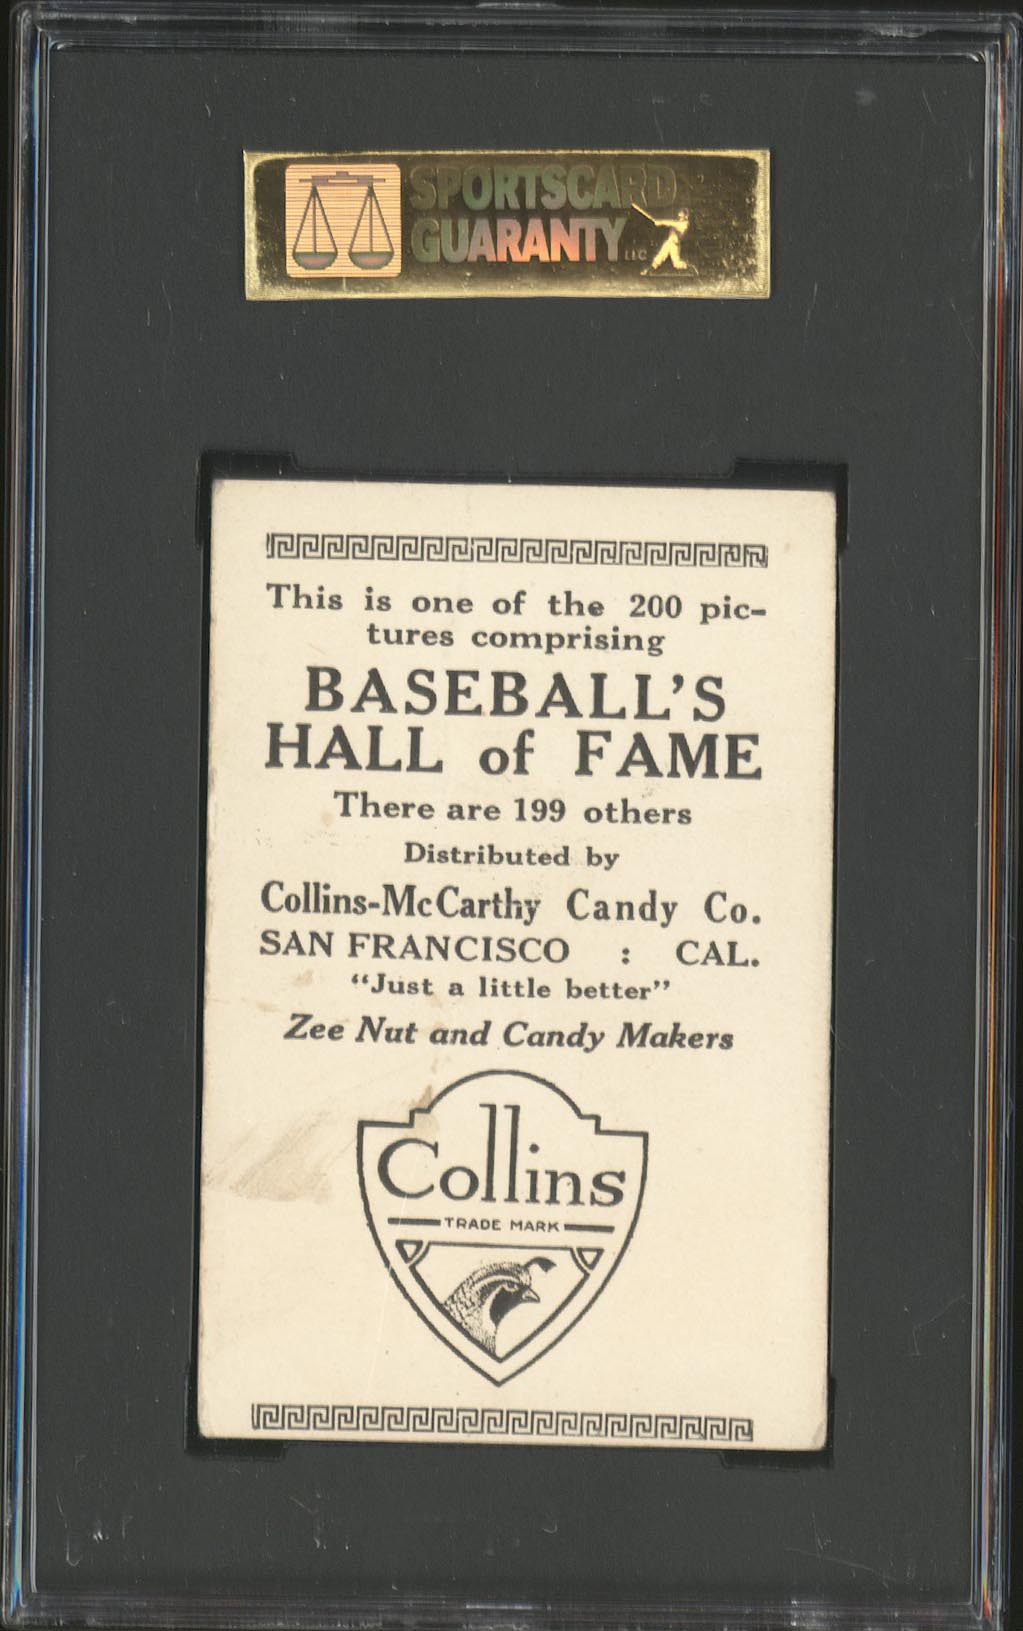 SPORTSCARD
GUARANTY LLC
This is one of the 200 pic-
tures comprising
BASEBALL'S
HALL of FAME
There are 199 others
Distributed by
Collins-McCarthy Candy Co.
SAN FRANCISCO : CAL.
"Just a little better"
Zee Nut and Candy Makers
Collins
TRADE MARK